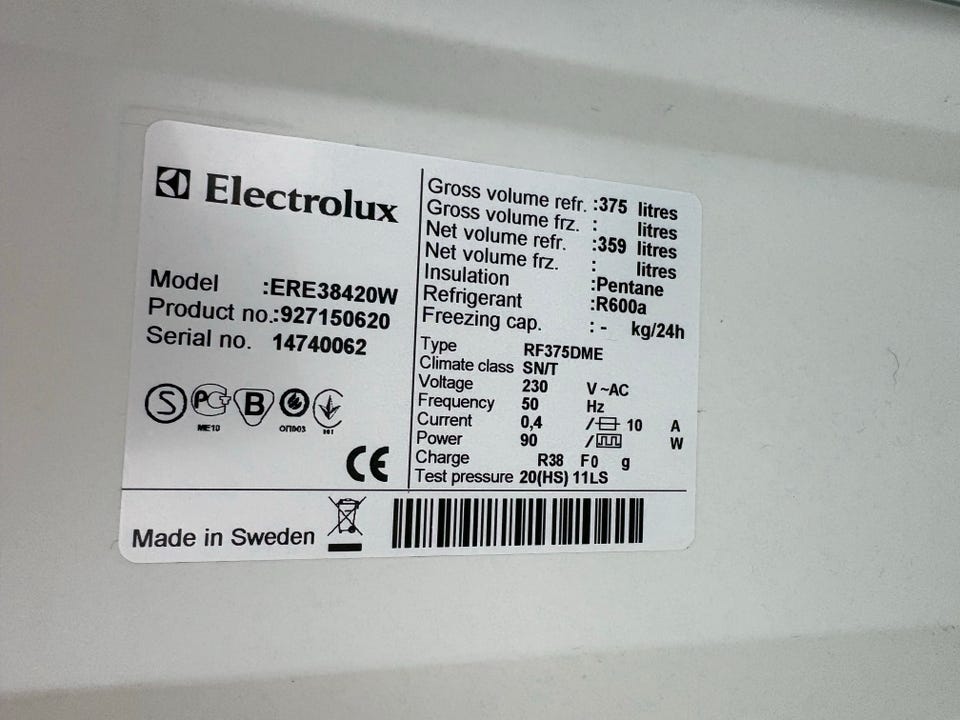 Electrolux
Model :ERE38420W
Product no.:927150620
Serial no. 14740062
S PC B
ME10 ОП003
CE
Gross volume refr. :375 litres
Gross volume frz. : litres
Net volume refr. :359 litres
Net volume frz. : litres
Insulation :Pentane
Refrigerant :R600a
Freezing cap. :- kg/24h
Type RF375DME
Climate class SN/T
Voltage 230 V ~AC
Frequency 50 Hz
Current 0,4 / 10 A
Power 90 / W
Charge R38 F0 g
Test pressure 20(HS) 11LS
Made in Sweden